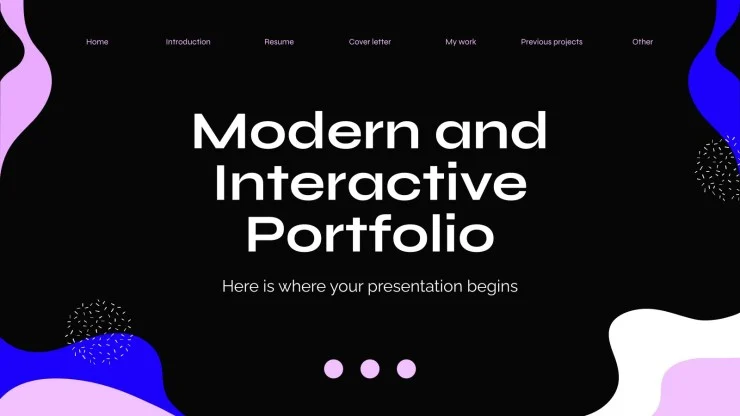 Home Introduction Resume Cover letter My work Previous projects Other
Modern and
Interactive
Portfolio
Here is where your presentation begins